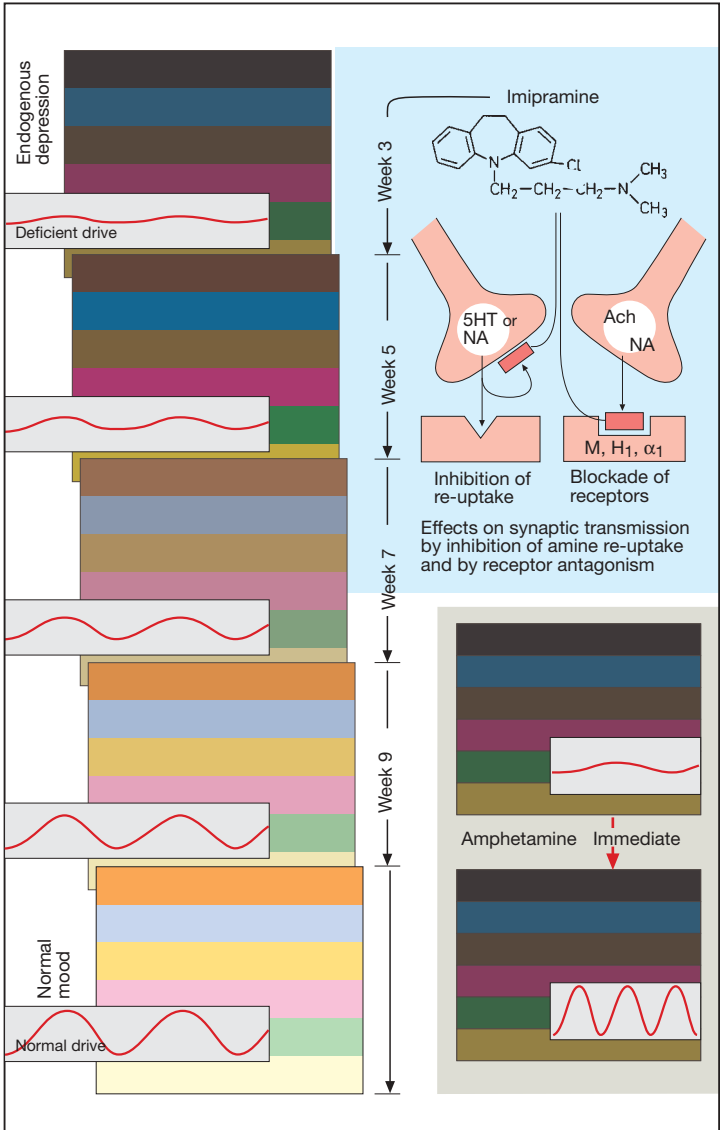 Endogenous
depression
Deficient drive
Week 3
Week 5
Week 7
Week 9
Normal
mood
Normal drive
Imipramine
N
Cl
CH₂–CH₂–CH₂–N
CH₃
CH₃
5HT or
NA
Ach
NA
M, H₁, α₁
Inhibition of
re-uptake
Blockade of
receptors
Effects on synaptic transmission
by inhibition of amine re-uptake
and by receptor antagonism
Amphetamine Immediate